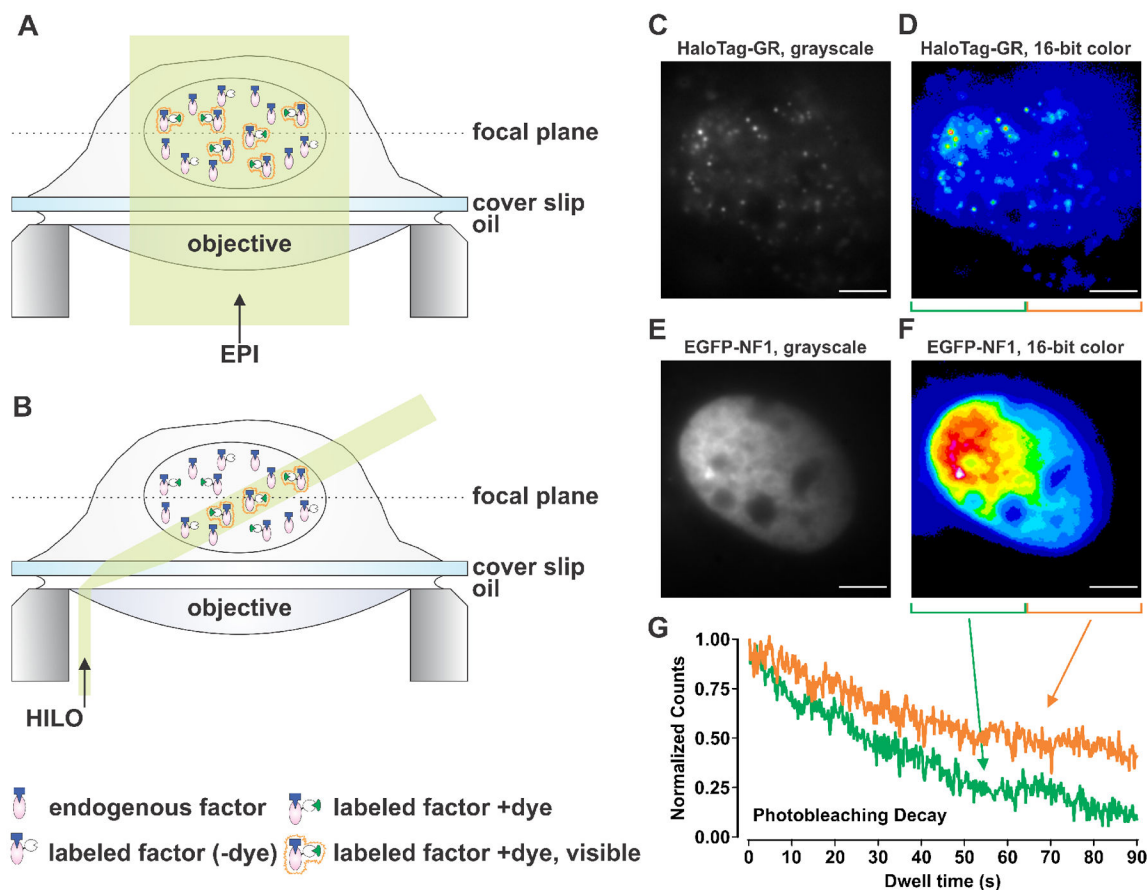 A
focal plane
cover slip
oil
objective
EPI
B
focal plane
cover slip
oil
objective
HILO
endogenous factor
labeled factor +dye
labeled factor (-dye)
labeled factor +dye, visible
C
HaloTag-GR, grayscale
D
HaloTag-GR, 16-bit color
E
EGFP-NF1, grayscale
F
EGFP-NF1, 16-bit color
G
Normalized Counts
1.00
0.75
0.50
0.25
0.00
Photobleaching Decay
0 10 20 30 40 50 60 70 80 90
Dwell time (s)